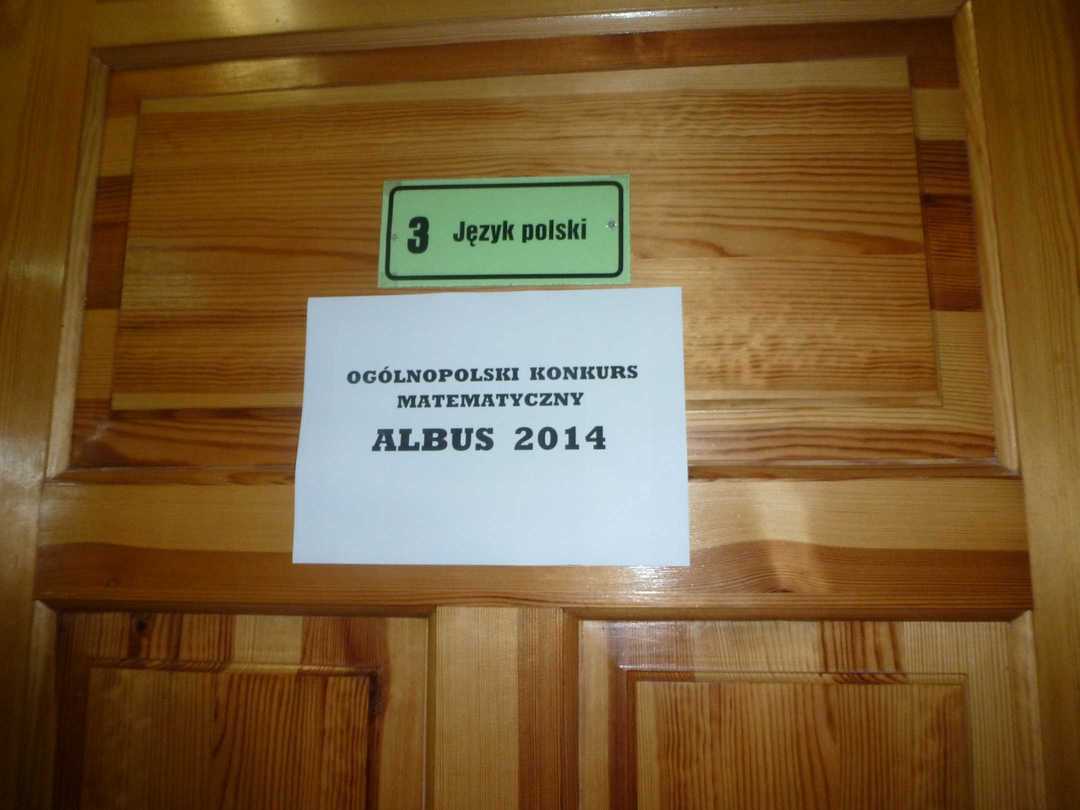 3 Język polski
OGÓLNOPOLSKI KONKURS
MATEMATYCZNY
ALBUS 2014